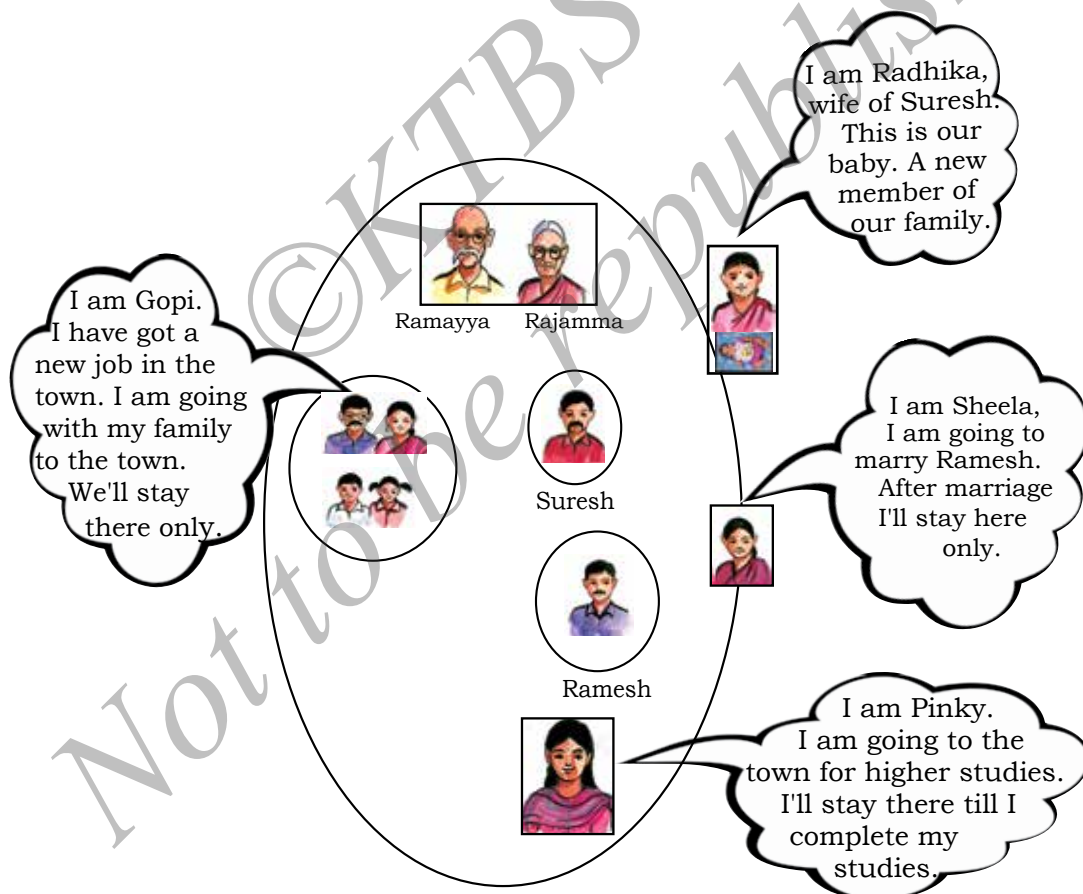 I am Radhika,
wife of Suresh.
This is our
baby. A new
member of
our family.
Ramayya Rajamma
I am Gopi.
I have got a
new job in the
town. I am going
with my family
to the town.
We'll stay
there only.
Suresh
I am Sheela,
I am going to
marry Ramesh.
After marriage
I'll stay here
only.
Ramesh
I am Pinky.
I am going to the
town for higher studies.
I'll stay there till I
complete my
studies.
©KTBS
Not to be republis